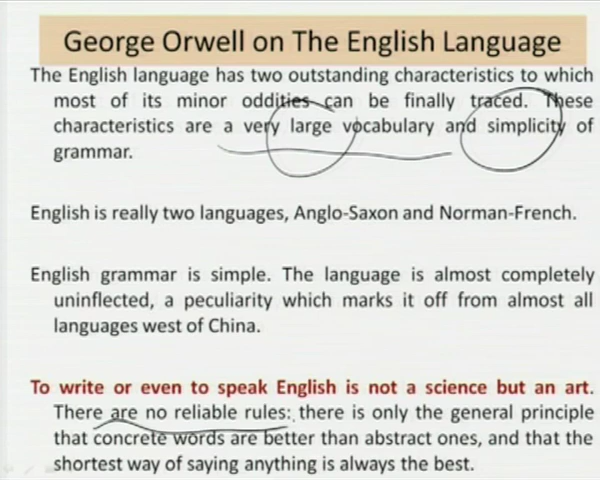 George Orwell on The English Language
The English language has two outstanding characteristics to which
most of its minor oddities can be finally traced. These
characteristics are a very large vocabulary and simplicity of
grammar.
English is really two languages, Anglo-Saxon and Norman-French.
English grammar is simple. The language is almost completely
uninflected, a peculiarity which marks it off from almost all
languages west of China.
To write or even to speak English is not a science but an art.
There are no reliable rules: there is only the general principle
that concrete words are better than abstract ones, and that the
shortest way of saying anything is always the best.